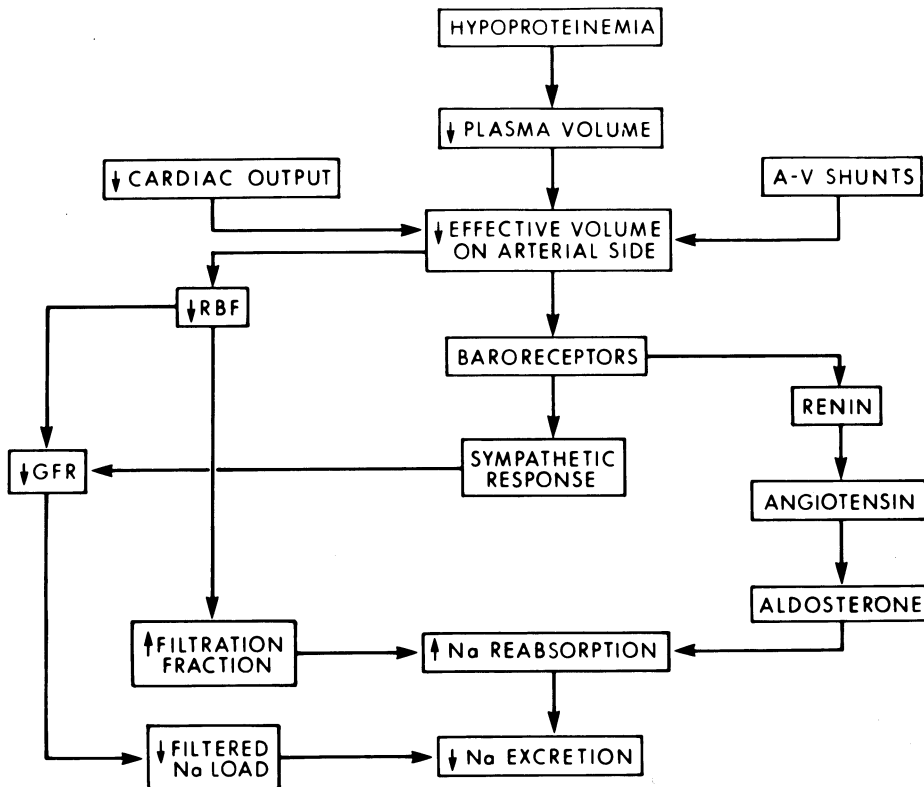 HYPOPROTEINEMIA
↓ PLASMA VOLUME
↓ CARDIAC OUTPUT
A-V SHUNTS
↓ EFFECTIVE VOLUME
ON ARTERIAL SIDE
↓ RBF
BARORECEPTORS
RENIN
↓ GFR
SYMPATHETIC
RESPONSE
ANGIOTENSIN
ALDOSTERONE
↑ FILTRATION
FRACTION
↑ Na REABSORPTION
↓ FILTERED
Na LOAD
↓ Na EXCRETION